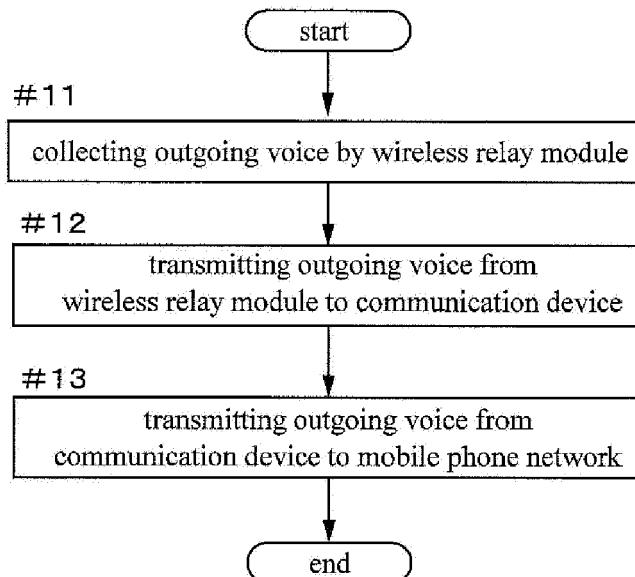 start
#11
collecting outgoing voice by wireless relay module
#12
transmitting outgoing voice from
wireless relay module to communication device
#13
transmitting outgoing voice from
communication device to mobile phone network
end